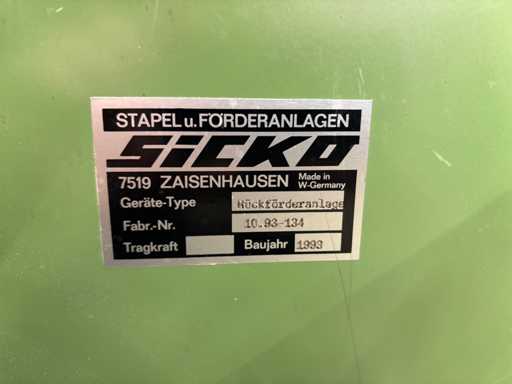 STAPEL u. FÖRDERANLAGEN
SICKO
7519 ZAISENHAUSEN Made in W-Germany
Geräte-Type Rückförderanlage
Fabr.-Nr. 10.93-134
Tragkraft Baujahr 1993